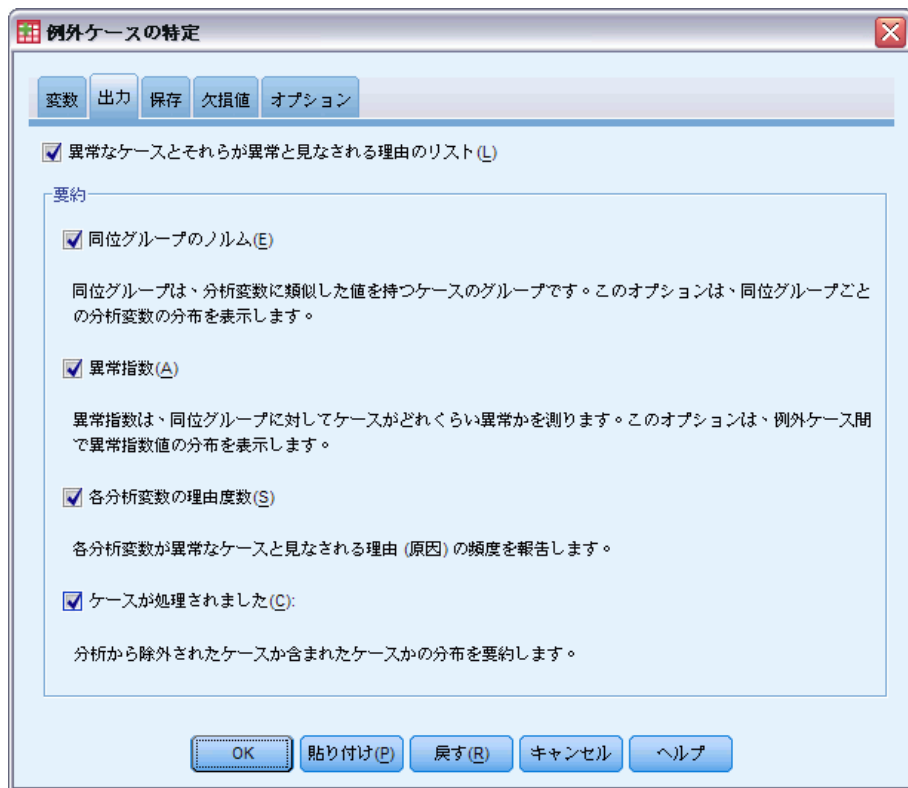 例外ケースの特定
変数 出力 保存 欠損値 オプション
異常なケースとそれらが異常と見なされる理由のリスト(L)
要約
同位グループのノルム(E)
同位グループは、分析変数に類似した値を持つケースのグループです。このオプションは、同位グループごと
の分析変数の分布を表示します。
異常指数(A)
異常指数は、同位グループに対してケースがどれくらい異常かを測ります。このオプションは、例外ケース間
で異常指数値の分布を表示します。
各分析変数の理由度数(S)
各分析変数が異常なケースと見なされる理由 (原因) の頻度を報告します。
ケースが処理されました(C):
分析から除外されたケースか含まれたケースかの分布を要約します。
OK 貼り付け(P) 戻す(R) キャンセル ヘルプ